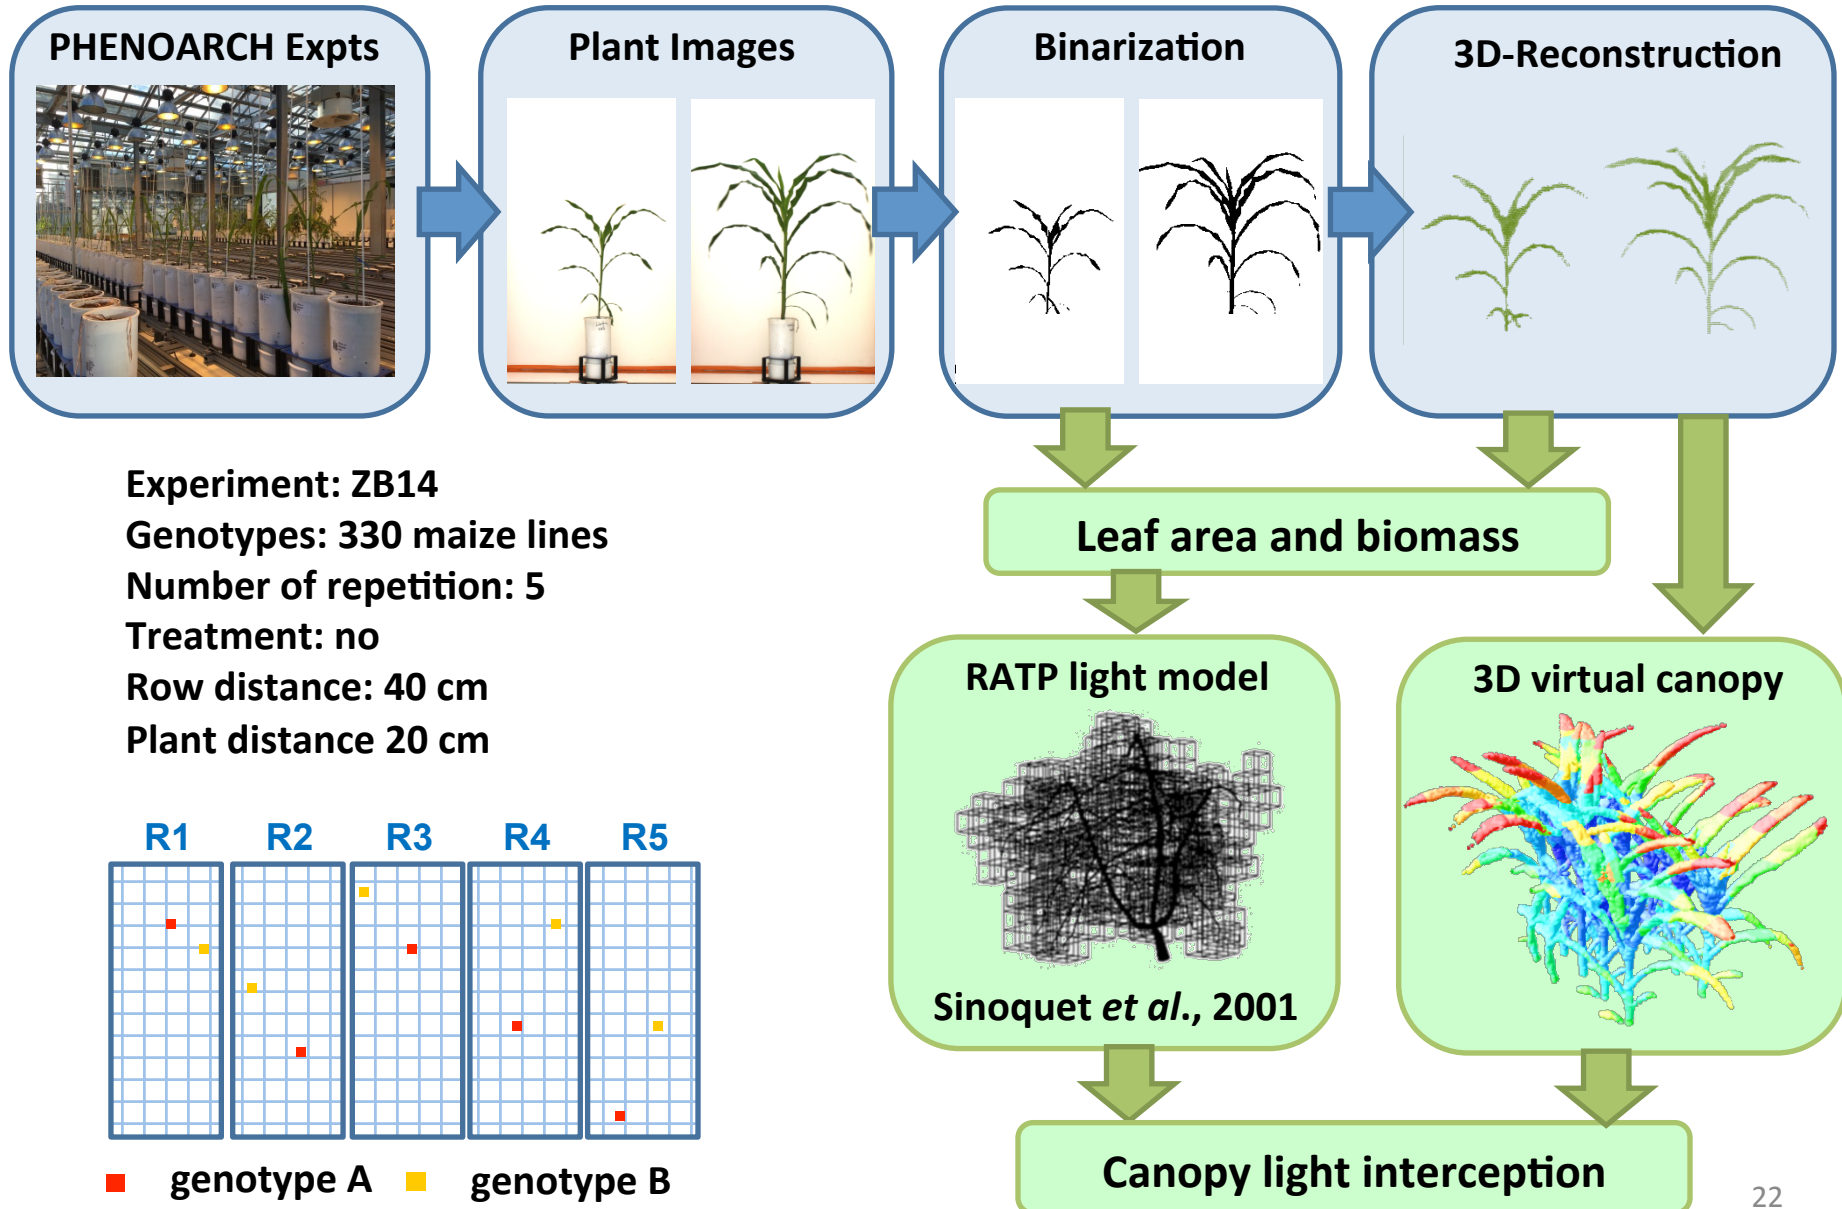 PHENOARCH Expts
Plant Images
Binarization
3D-Reconstruction
Experiment: ZB14
Genotypes: 330 maize lines
Number of repetition: 5
Treatment: no
Row distance: 40 cm
Plant distance 20 cm
Leaf area and biomass
RATP light model
Sinoquet et al., 2001
3D virtual canopy
R1 R2 R3 R4 R5
genotype A genotype B
Canopy light interception
22